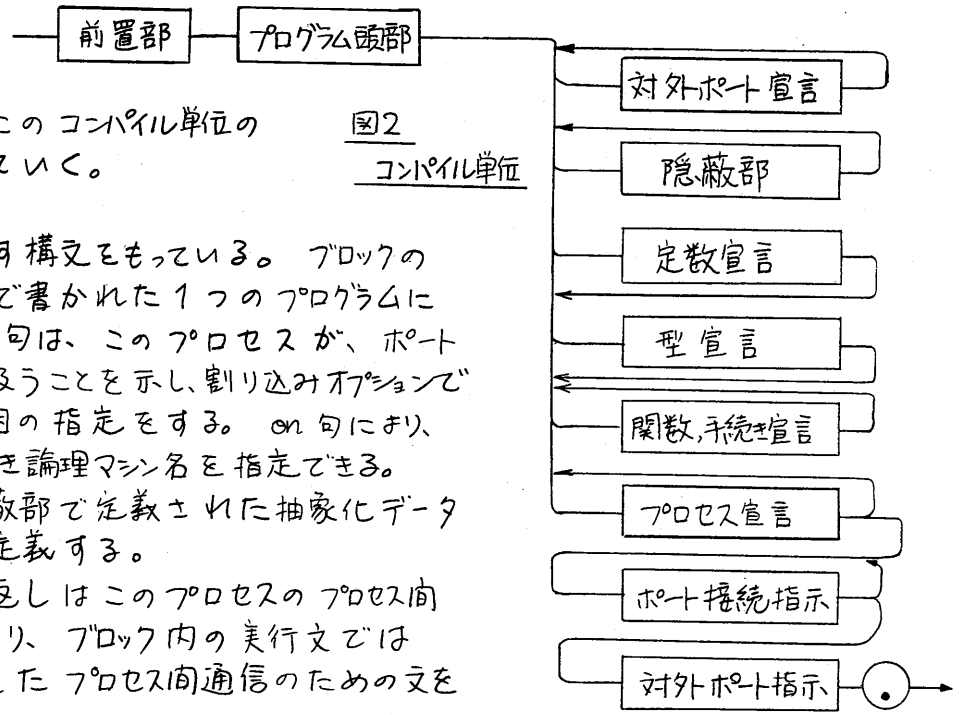 前置部
プログラム頭部
対外ポート宣言
このコンパイル単位の
図2
ていく。
コンパイル単位
隠蔽部
す構文をもっている。ブロックの
定数宣言
で書かれた1つのプログラムに
句は、このプロセスが、ポート
型宣言
扱うことを示し、割り込みオプションで
目の指定をする。on句により、
関数,手続き宣言
き論理マシン名を指定できる。
蔽部で定義された抽象化データ
プロセス宣言
定義する。
返しはこのプロセスのプロセス間
ポート接続指示
り、ブロック内の実行文では
した プロセス間通信のための文を
対外ポート指示
.